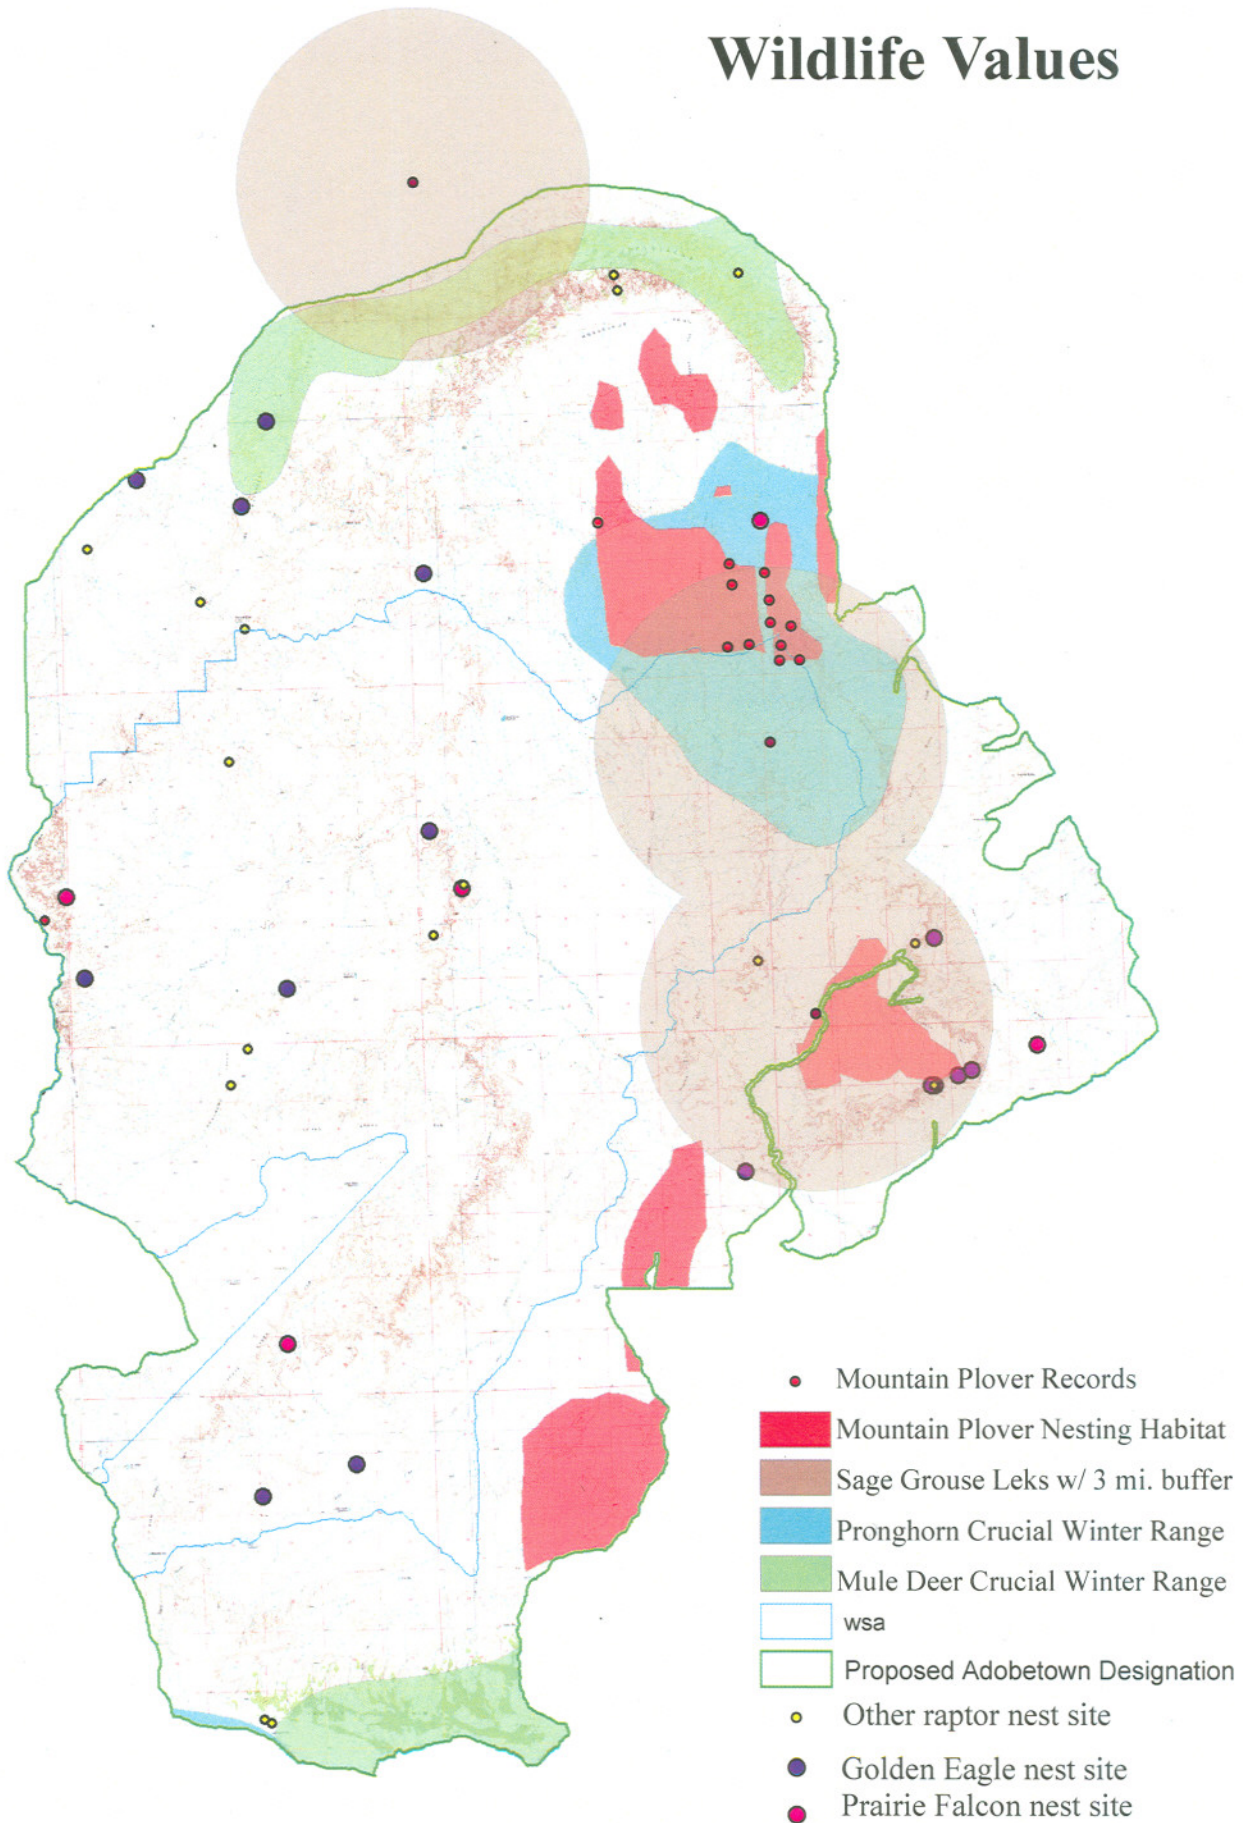 Wildlife Values
Mountain Plover Records
Mountain Plover Nesting Habitat
Sage Grouse Leks w/ 3 mi. buffer
Pronghorn Crucial Winter Range
Mule Deer Crucial Winter Range
wsa
Proposed Adobetown Designation
Other raptor nest site
Golden Eagle nest site
Prairie Falcon nest site